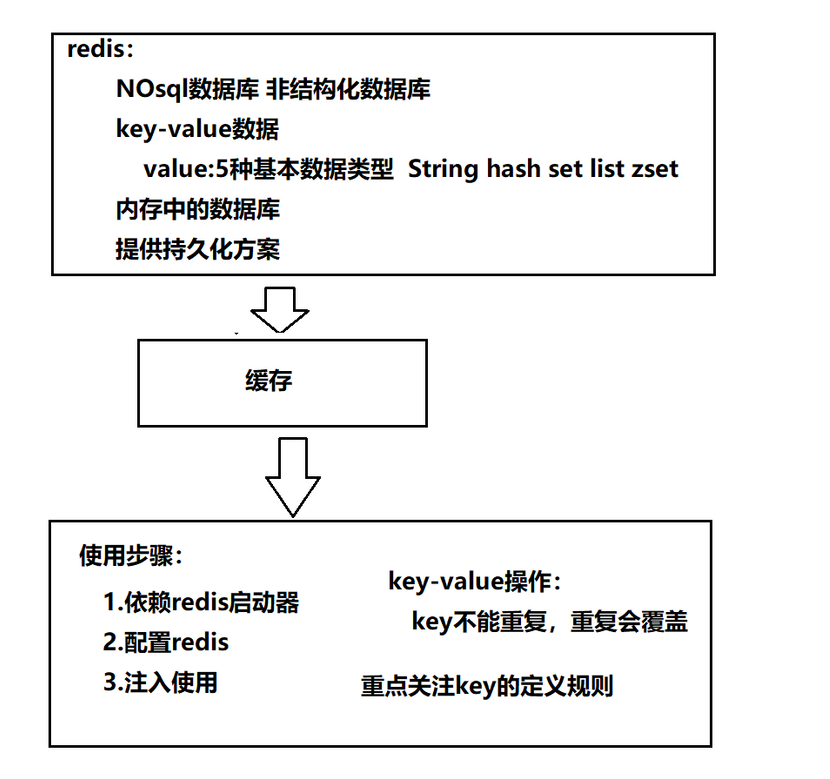 redis：
NOsql数据库 非结构化数据库
key-value数据
value:5种基本数据类型 String hash set list zset
内存中的数据库
提供持久化方案
缓存
使用步骤：
1.依赖redis启动器
2.配置redis
3.注入使用
key-value操作：
key不能重复，重复会覆盖
重点关注key的定义规则